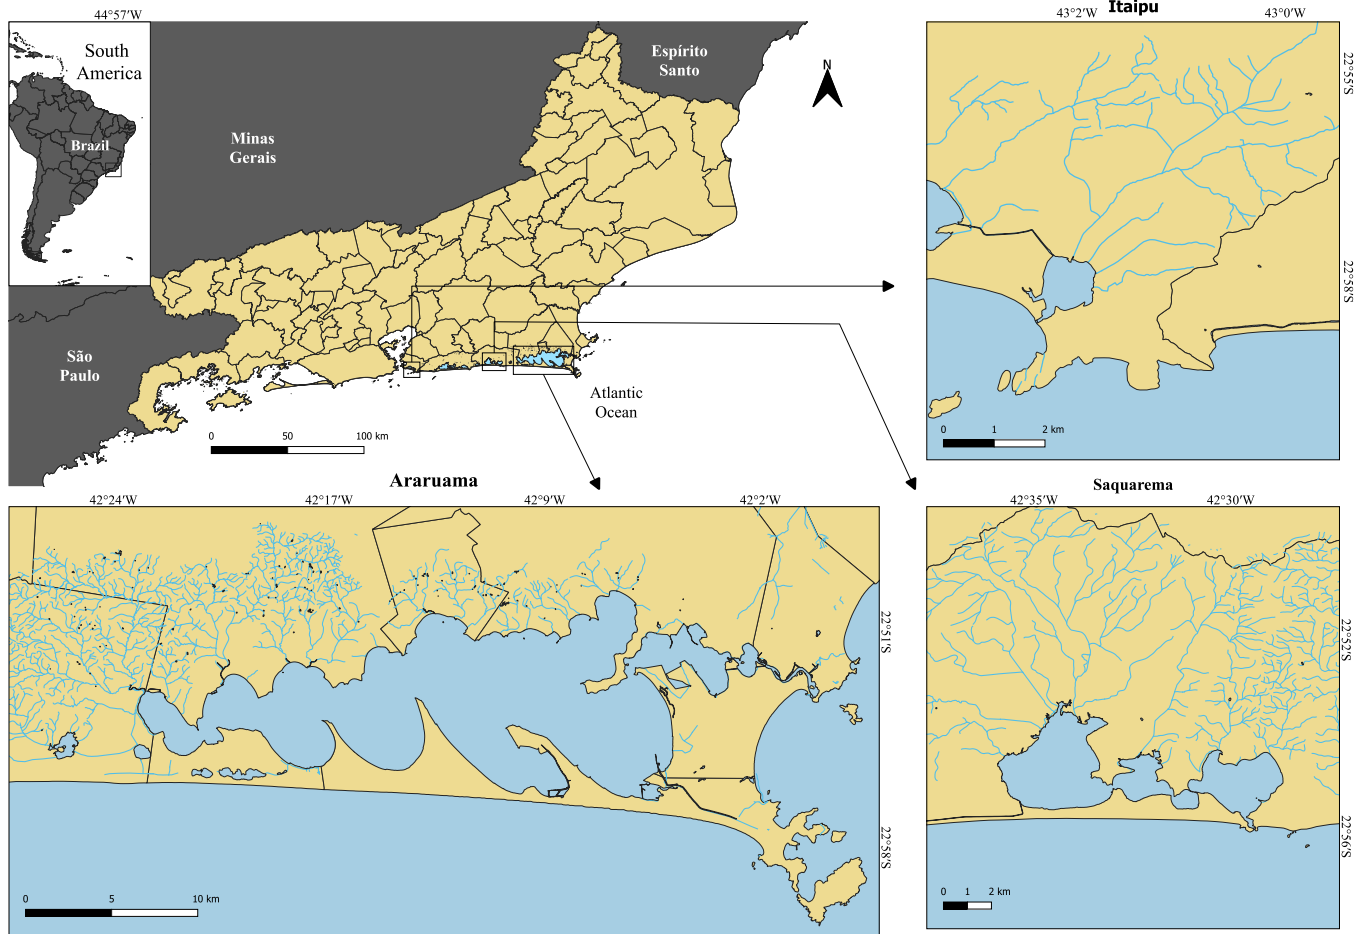 44°57'W
South
America
Brazil
Espírito
Santo
N
Minas
Gerais
São
Paulo
Atlantic
Ocean
0 50 100 km
Itaipu
43°2'W 43°0'W
22°55'S
22°58'S
0 1 2 km
Araruama
42°24'W 42°17'W 42°9'W 42°2'W
22°51'S
22°58'S
0 5 10 km
Saquarema
42°35'W 42°30'W
22°52'S
22°56'S
0 1 2 km